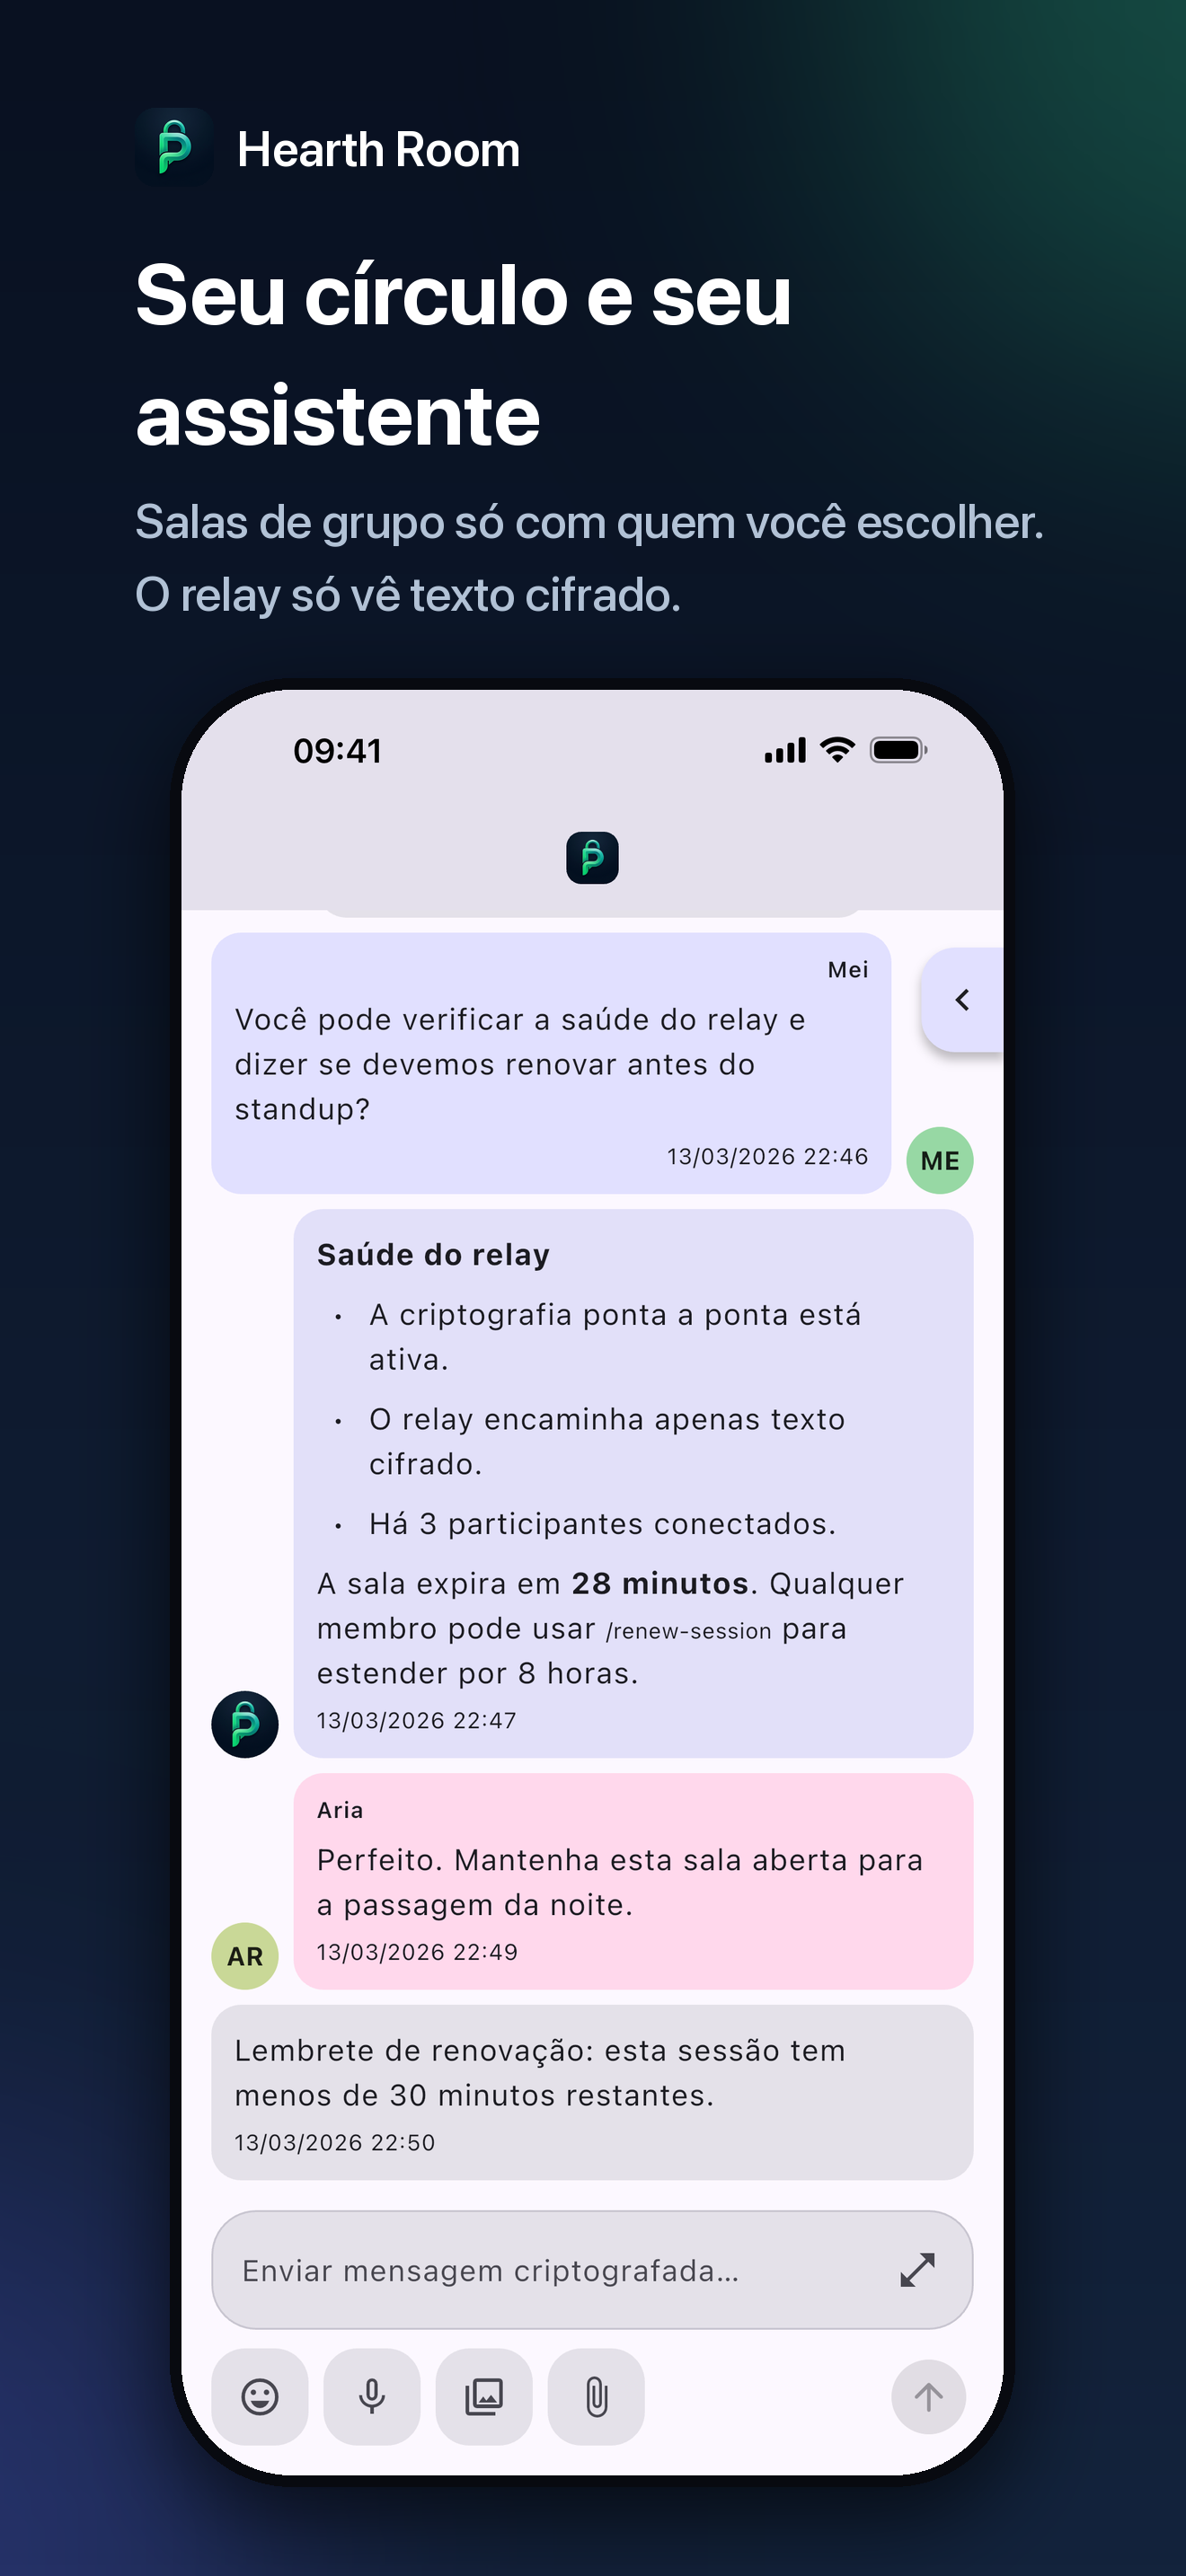 Hearth Room
Seu círculo e seu
assistente
Salas de grupo só com quem você escolher.
O relay só vê texto cifrado.
09:41
Mei
Você pode verificar a saúde do relay e
dizer se devemos renovar antes do
standup?
13/03/2026 22:46
ME
Saúde do relay
• A criptografia ponta a ponta está
ativa.
• O relay encaminha apenas texto
cifrado.
• Há 3 participantes conectados.
A sala expira em 28 minutos. Qualquer
membro pode usar /renew-session para
estender por 8 horas.
13/03/2026 22:47
Aria
Perfeito. Mantenha esta sala aberta para
a passagem da noite.
13/03/2026 22:49
AR
Lembrete de renovação: esta sessão tem
menos de 30 minutos restantes.
13/03/2026 22:50
Enviar mensagem criptografada...